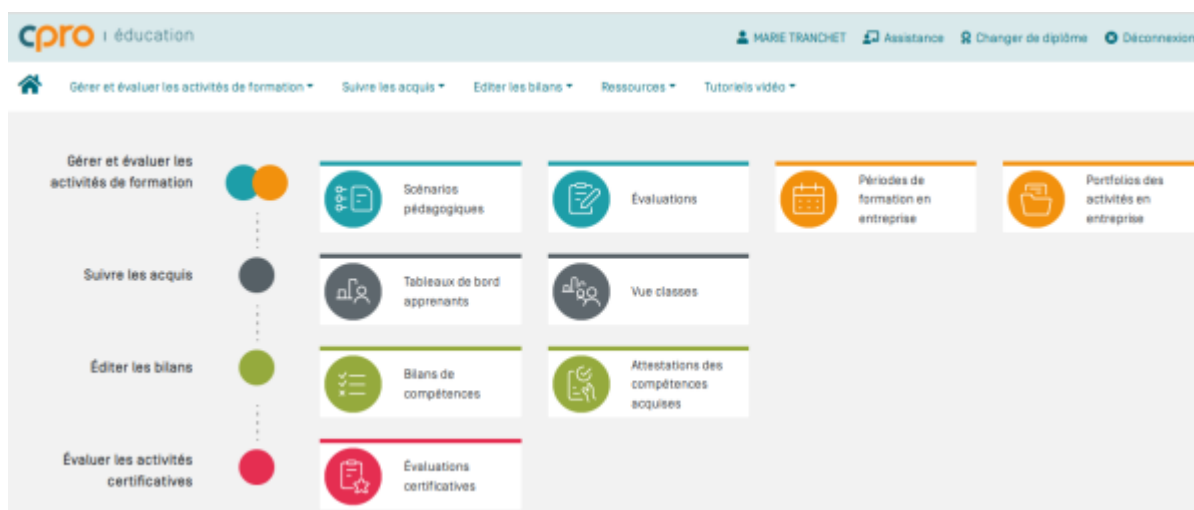 cpro | éducation
MARIE TRANCHET Assistance Changer de diplôme Déconnexion
Gérer et évaluer les activités de formation Suivre les acquis Editer les bilans Ressources Tutoriels vidéo
Gérer et évaluer les
activités de formation
Scénarios
pédagogiques
Évaluations
Périodes de
formation en
entreprise
Portfolios des
activités en
entreprise
Suivre les acquis
Tableaux de bord
apprenants
Vue classes
Éditer les bilans
Bilans de
compétences
Attestations des
compétences
acquises
Évaluer les activités
certificatives
Évaluations
certificatives